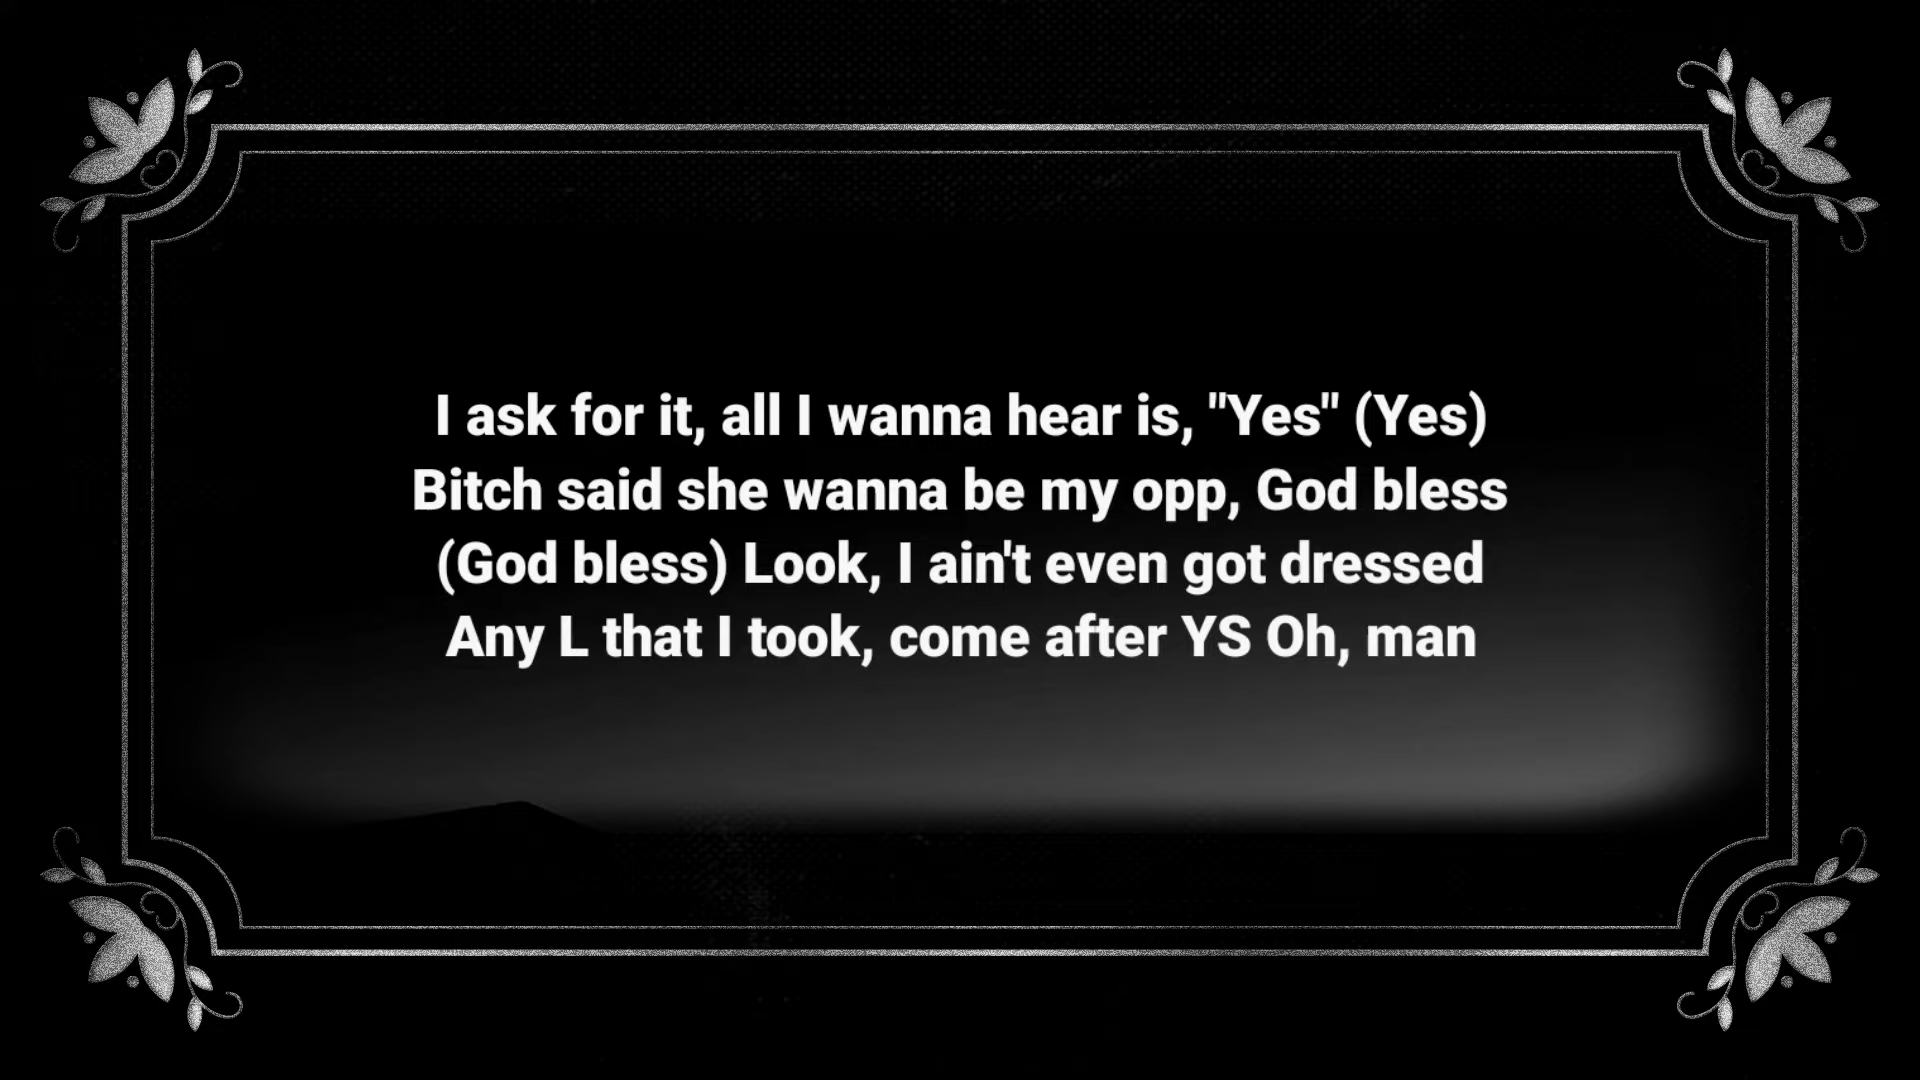 I ask for it, all I wanna hear is, "Yes" (Yes)
Bitch said she wanna be my opp, God bless
(God bless) Look, I ain't even got dressed
Any L that I took, come after YS Oh, man